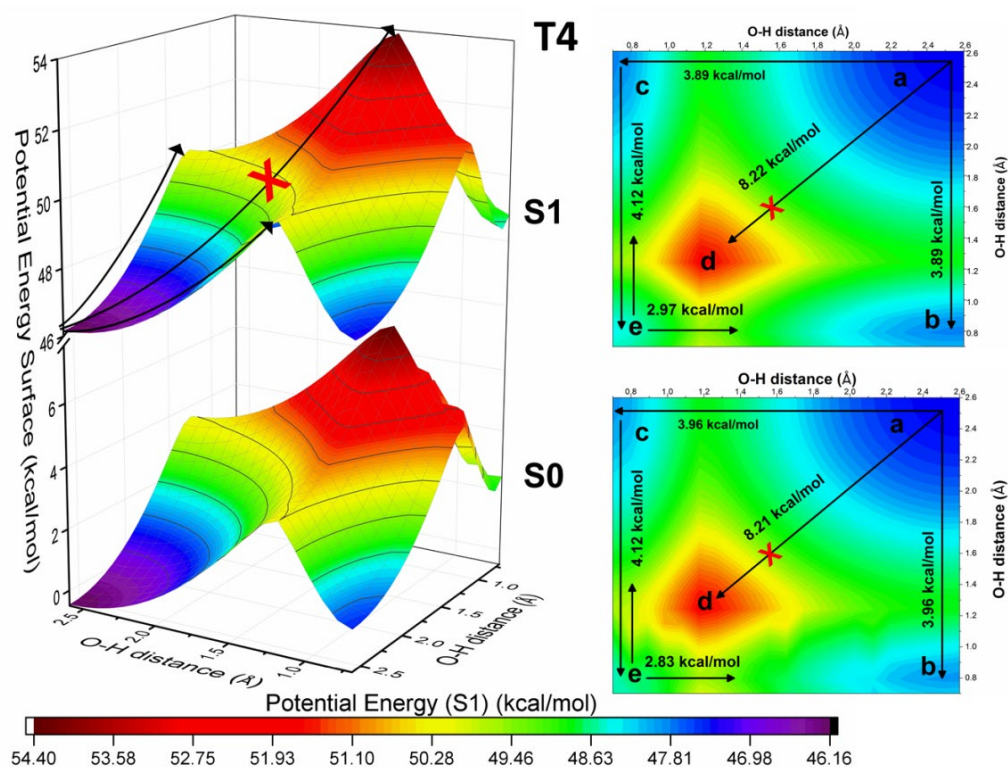 T4
S1
S0
Potential Energy Surface (kcal/mol)
54
52
50
48
46
6
4
2
0
X
2.5
2.0
1.5
1.0
O-H distance (Å)
1.0
1.5
2.0
2.5
O-H distance (Å)
O-H distance (Å)
0,8 1,0 1,2 1,4 1,6 1,8 2,0 2,2 2,4 2,6
3.89 kcal/mol
a
c
4.12 kcal/mol
8.22 kcal/mol
X
3.89 kcal/mol
d
2.97 kcal/mol
e
b
2.6
2.4
2.2
2.0
1.8
1.6
1.4
1.2
1.0
0.8
O-H distance (Å)
O-H distance (Å)
0,8 1,0 1,2 1,4 1,6 1,8 2,0 2,2 2,4 2,6
3.96 kcal/mol
a
c
4.12 kcal/mol
8.21 kcal/mol
X
3.96 kcal/mol
d
2.83 kcal/mol
e
b
2.6
2.4
2.2
2.0
1.8
1.6
1.4
1.2
1.0
0.8
O-H distance (Å)
Potential Energy (S1) (kcal/mol)
54.40 53.58 52.75 51.93 51.10 50.28 49.46 48.63 47.81 46.98 46.16